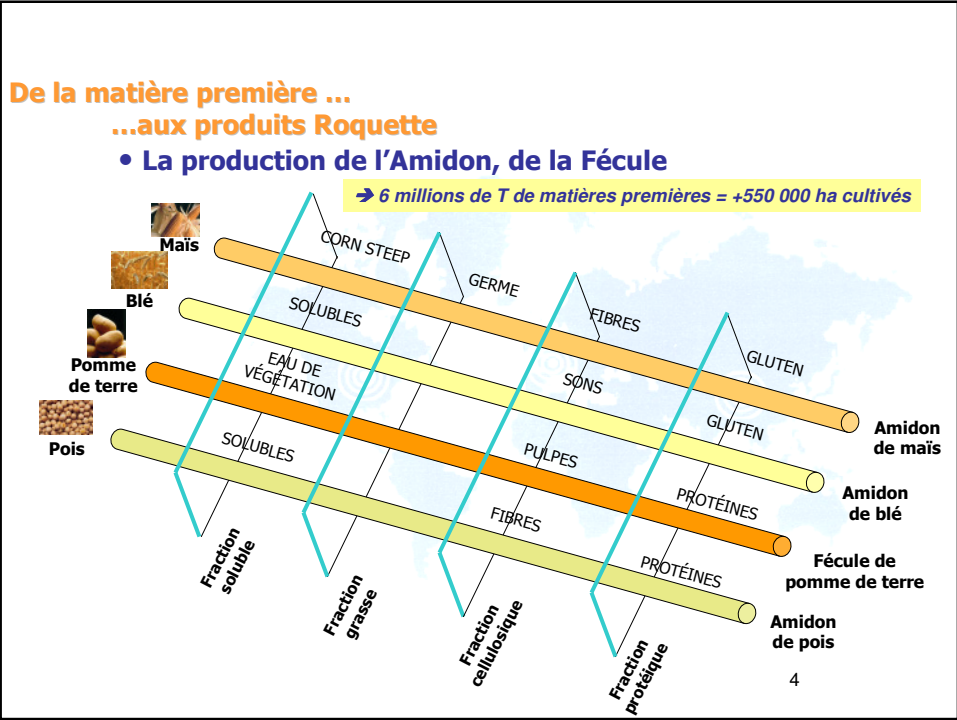 De la matière première …
…aux produits Roquette
• La production de l’Amidon, de la Fécule
➔ 6 millions de T de matières premières = +550 000 ha cultivés
Maïs
CORN STEEP
GERME
FIBRES
GLUTEN
Amidon
de maïs
Blé
SOLUBLES
SONS
GLUTEN
Amidon
de blé
Pomme
de terre
EAU DE
VÉGÉTATION
PULPES
PROTÉINES
Fécule de
pomme de terre
Pois
SOLUBLES
FIBRES
PROTÉINES
Amidon
de pois
Fraction
soluble
Fraction
grasse
Fraction
cellulosique
Fraction
protéique
4